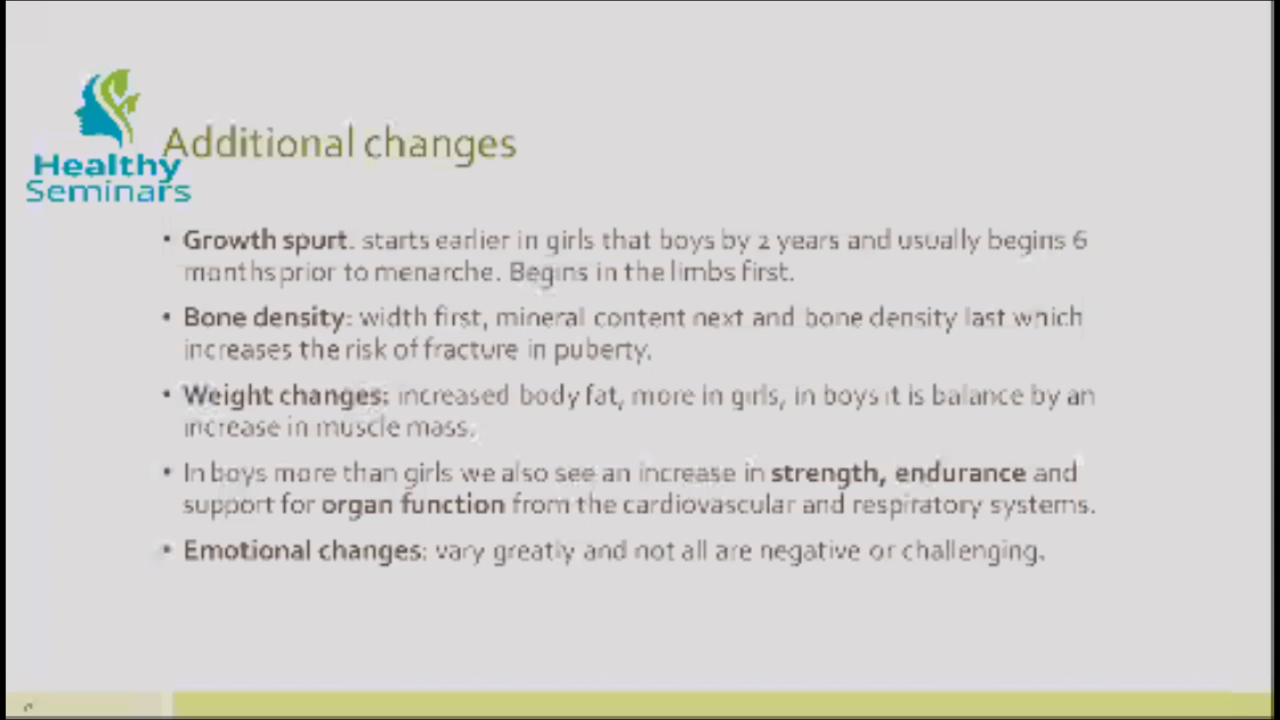 Healthy
Seminars
Additional changes
• Growth spurt. starts earlier in girls that boys by 2 years and usually begins 6
months prior to menarche. Begins in the limbs first.
• Bone density: width first, mineral content next and bone density last which
increases the risk of fracture in puberty.
• Weight changes: increased body fat, more in girls, in boys it is balance by an
increase in muscle mass.
• In boys more than girls we also see an increase in strength, endurance and
support for organ function from the cardiovascular and respiratory systems.
• Emotional changes: vary greatly and not all are negative or challenging.